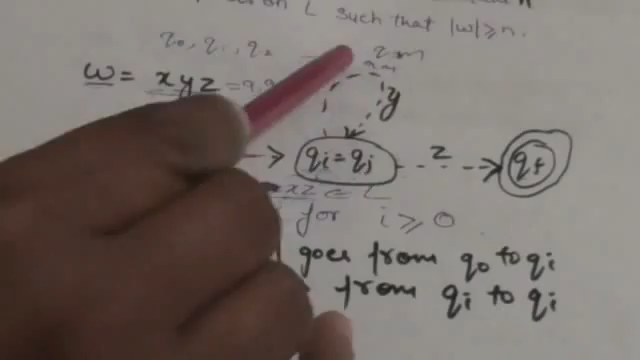 on L such that |w| ≥ n.
q0, q1, q2 qm
w = xyz =
y
qi = qj z qf
xz ∈ L
for i ≥ 0
goes from q0 to qi
from qi to qi